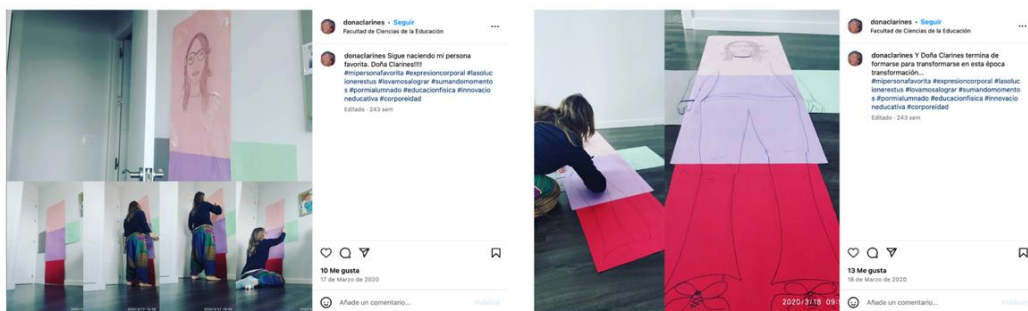 donaclarines • Seguir
Facultad de Ciencias de la Educación
donaclarines Sigue naciendo mi persona
favorita. Doña Clarines!!!!
#mipersonafavorita #expresioncorporal #lasoluc
ionerestus #lovamosalograr #sumandomomento
s #pormialumnado #educacionfisica #innovacio
neducativa #corporeidad
Editado · 243 sem
10 Me gusta
17 de Marzo de 2020
Añade un comentario...
Publicar
donaclarines • Seguir
Facultad de Ciencias de la Educación
donaclarines Y Doña Clarines termina de
formarse para transformarse en esta época
transformación...
#mipersonafavorita #expresioncorporal #lasoluc
ionerestus #lovamosalograr #sumandomomento
s #pormialumnado #educacionfisica #innovacio
neducativa #corporeidad
Editado · 243 sem
2020/3/18 09:
13 Me gusta
18 de Marzo de 2020
Añade un comentario...
Publicar